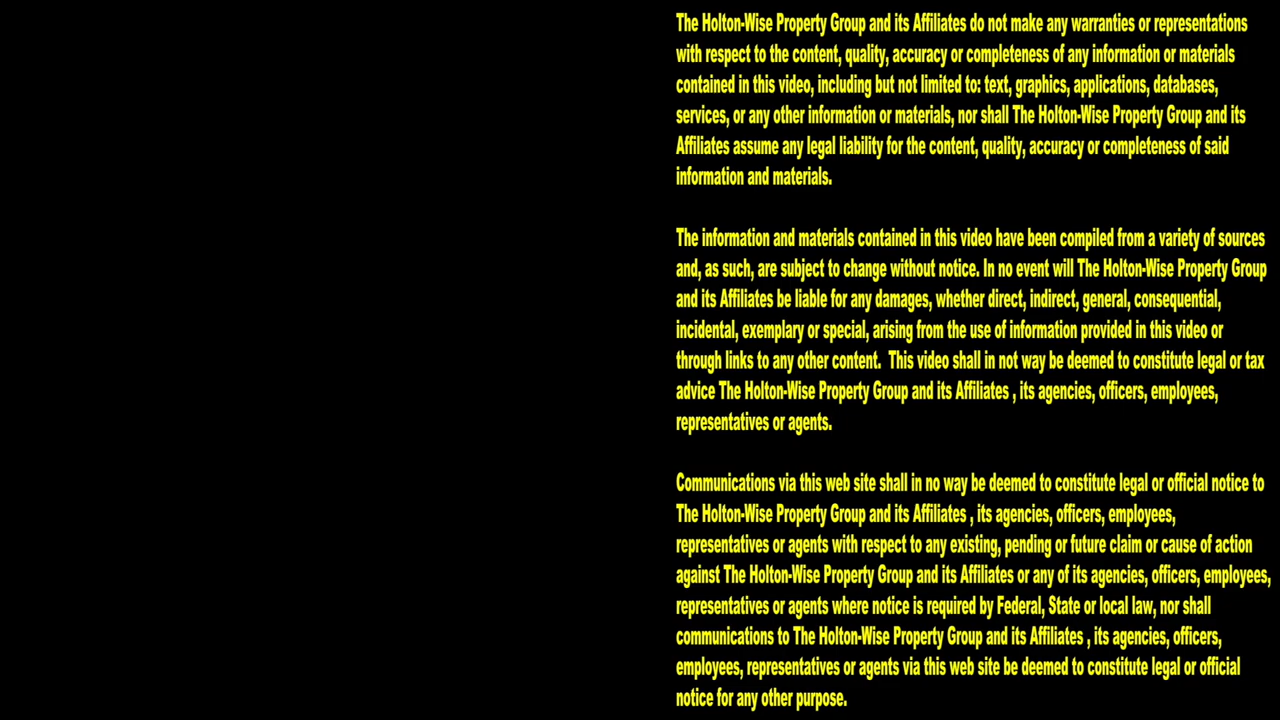 The Holton-Wise Property Group and its Affiliates do not make any warranties or representations
with respect to the content, quality, accuracy or completeness of any information or materials
contained in this video, including but not limited to: text, graphics, applications, databases,
services, or any other information or materials, nor shall The Holton-Wise Property Group and its
Affiliates assume any legal liability for the content, quality, accuracy or completeness of said
information and materials.
The information and materials contained in this video have been compiled from a variety of sources
and, as such, are subject to change without notice. In no event will The Holton-Wise Property Group
and its Affiliates be liable for any damages, whether direct, indirect, general, consequential,
incidental, exemplary or special, arising from the use of information provided in this video or
through links to any other content.  This video shall in not way be deemed to constitute legal or tax
advice The Holton-Wise Property Group and its Affiliates , its agencies, officers, employees,
representatives or agents.
Communications via this web site shall in no way be deemed to constitute legal or official notice to
The Holton-Wise Property Group and its Affiliates , its agencies, officers, employees,
representatives or agents with respect to any existing, pending or future claim or cause of action
against The Holton-Wise Property Group and its Affiliates or any of its agencies, officers, employees,
representatives or agents where notice is required by Federal, State or local law, nor shall
communications to The Holton-Wise Property Group and its Affiliates , its agencies, officers,
employees, representatives or agents via this web site be deemed to constitute legal or official
notice for any other purpose.